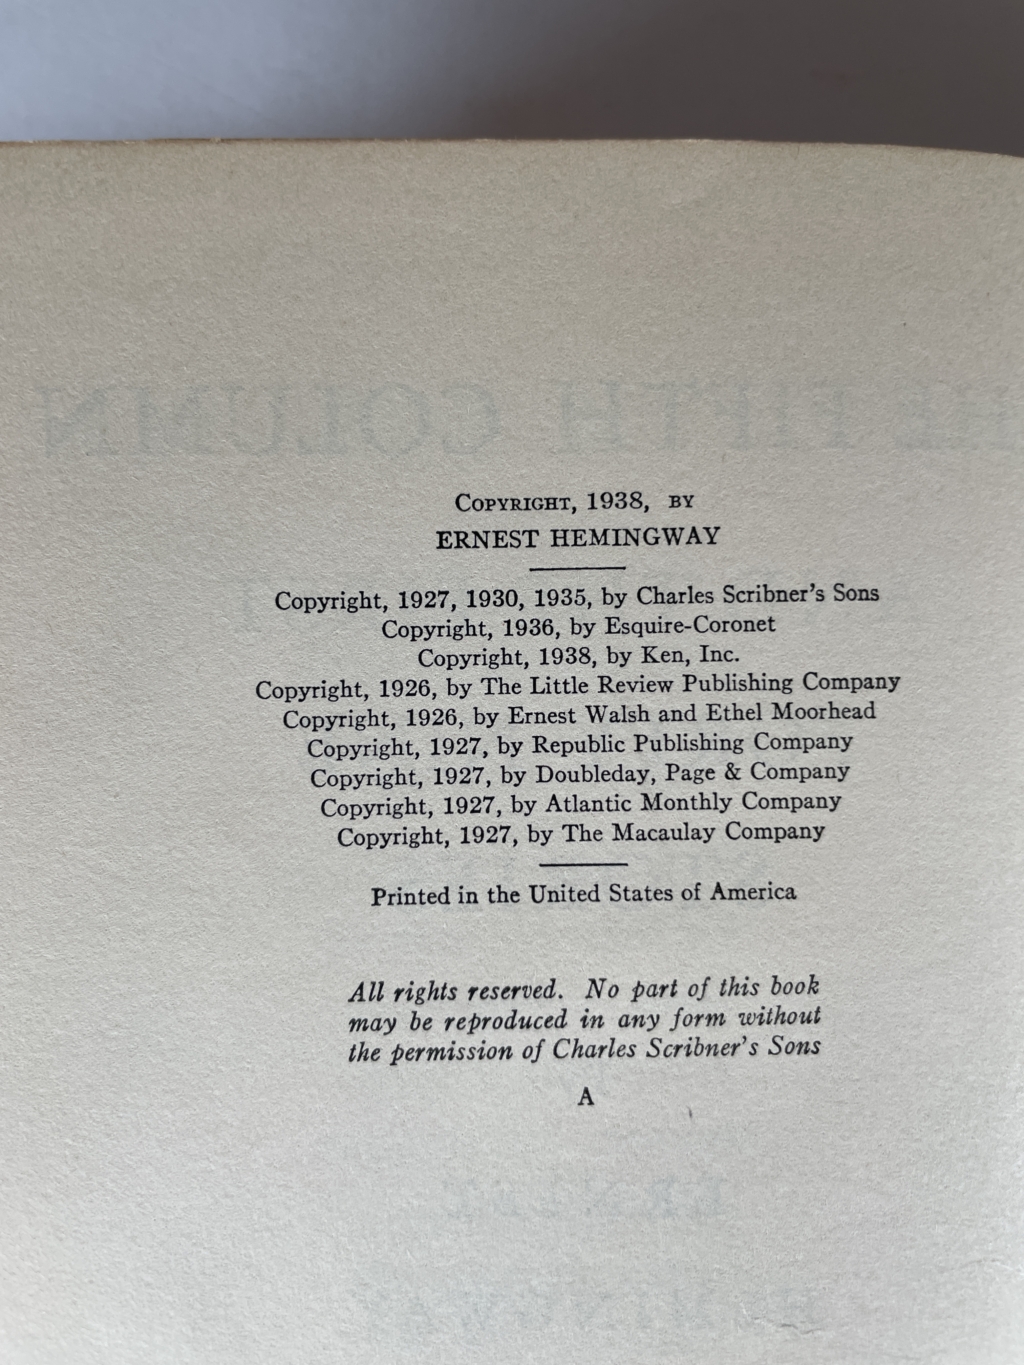 COPYRIGHT, 1938, BY
ERNEST HEMINGWAY
Copyright, 1927, 1930, 1935, by Charles Scribner's Sons
Copyright, 1936, by Esquire-Coronet
Copyright, 1938, by Ken, Inc.
Copyright, 1926, by The Little Review Publishing Company
Copyright, 1926, by Ernest Walsh and Ethel Moorhead
Copyright, 1927, by Republic Publishing Company
Copyright, 1927, by Doubleday, Page & Company
Copyright, 1927, by Atlantic Monthly Company
Copyright, 1927, by The Macaulay Company
Printed in the United States of America
All rights reserved. No part of this book
may be reproduced in any form without
the permission of Charles Scribner's Sons
A